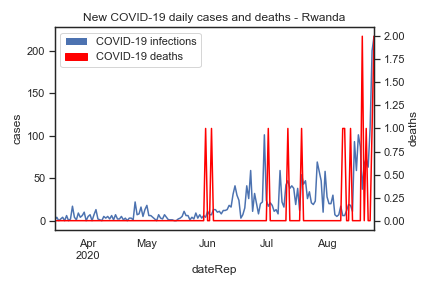 New COVID-19 daily cases and deaths - Rwanda
COVID-19 infections
COVID-19 deaths
cases
200
150
100
50
0
deaths
2.00
1.75
1.50
1.25
1.00
0.75
0.50
0.25
0.00
Apr
2020
May
Jun
Jul
Aug
dateRep